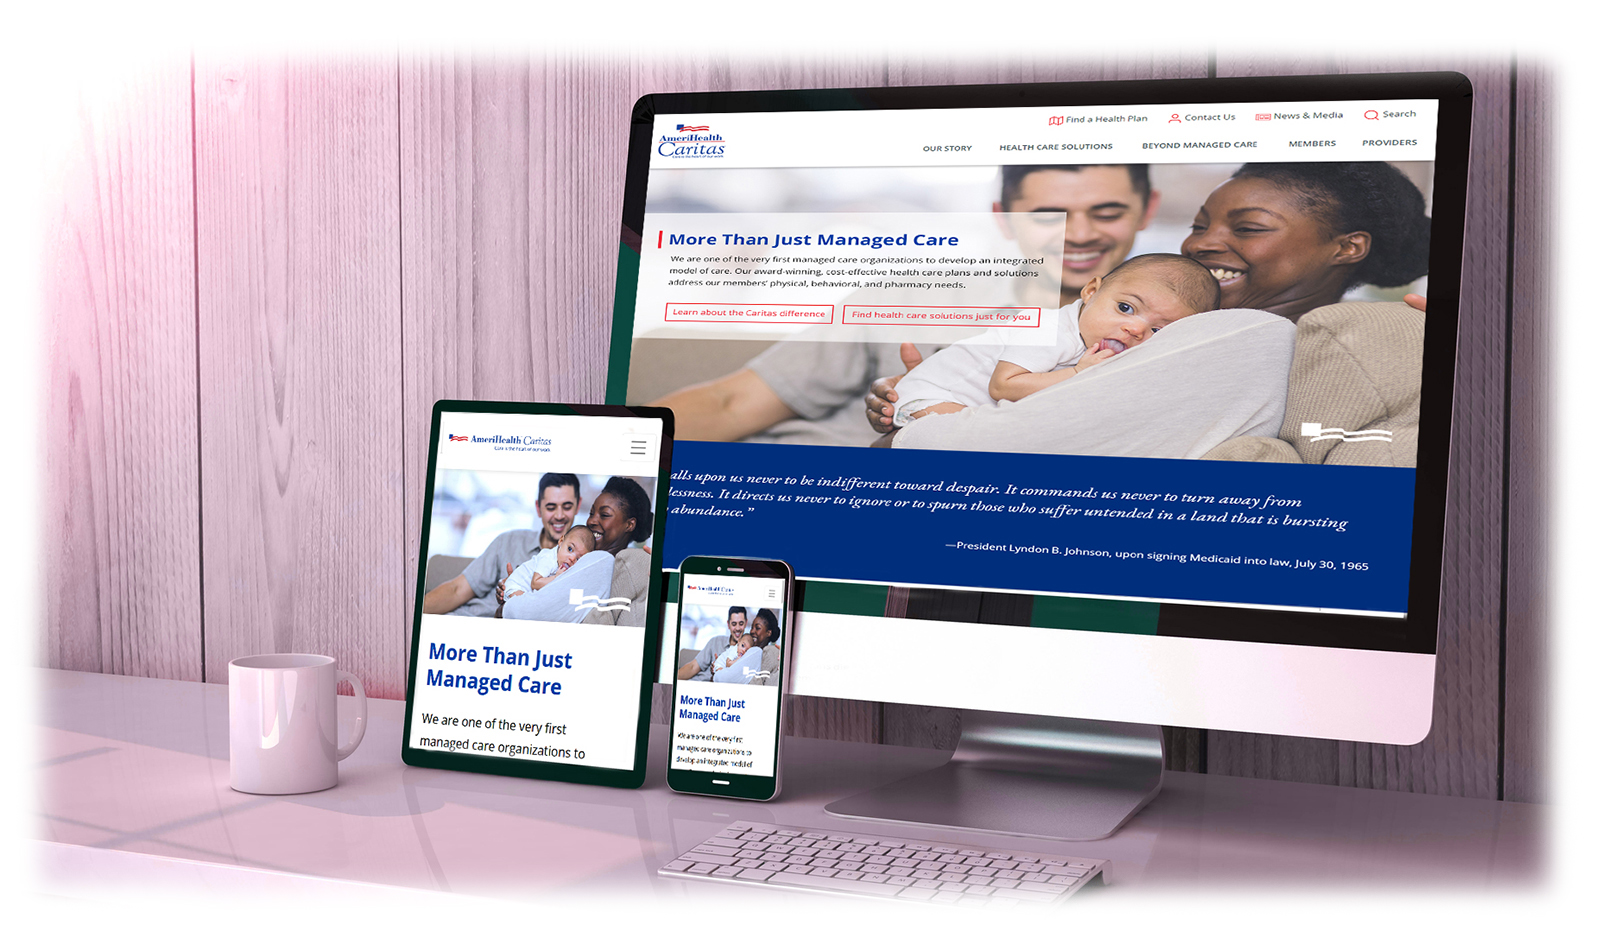 AmeriHealth
Caritas
Care is the heart of our work
Find a Health Plan
Contact Us
News & Media
Search
OUR STORY
HEALTH CARE SOLUTIONS
BEYOND MANAGED CARE
MEMBERS
PROVIDERS
More Than Just Managed Care
We are one of the very first managed care organizations to develop an integrated
model of care. Our award-winning, cost-effective health care plans and solutions
address our members' physical, behavioral, and pharmacy needs.
Learn about the Caritas difference
Find health care solutions just for you
alls upon us never to be indifferent toward despair. It commands us never to turn away from
lessness. It directs us never to ignore or to spurn those who suffer untended in a land that is bursting
abundance.”
—President Lyndon B. Johnson, upon signing Medicaid into law, July 30, 1965
AmeriHealth Caritas
Care is the heart of our work
More Than Just
Managed Care
We are one of the very first
managed care organizations to
AmeriHealth Caritas
More Than Just
Managed Care
We are one of the very first
managed care organizations to
develop an integrated model of